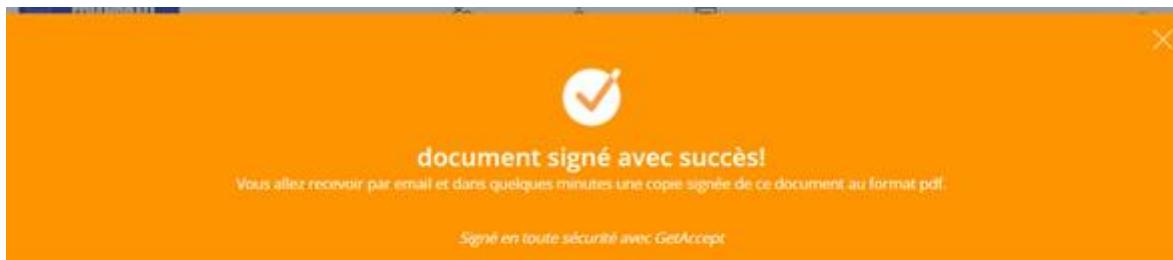 document signé avec succès!
Vous allez recevoir par email et dans quelques minutes une copie signée de ce document au format pdf.
Signé en toute sécurité avec GetAccept